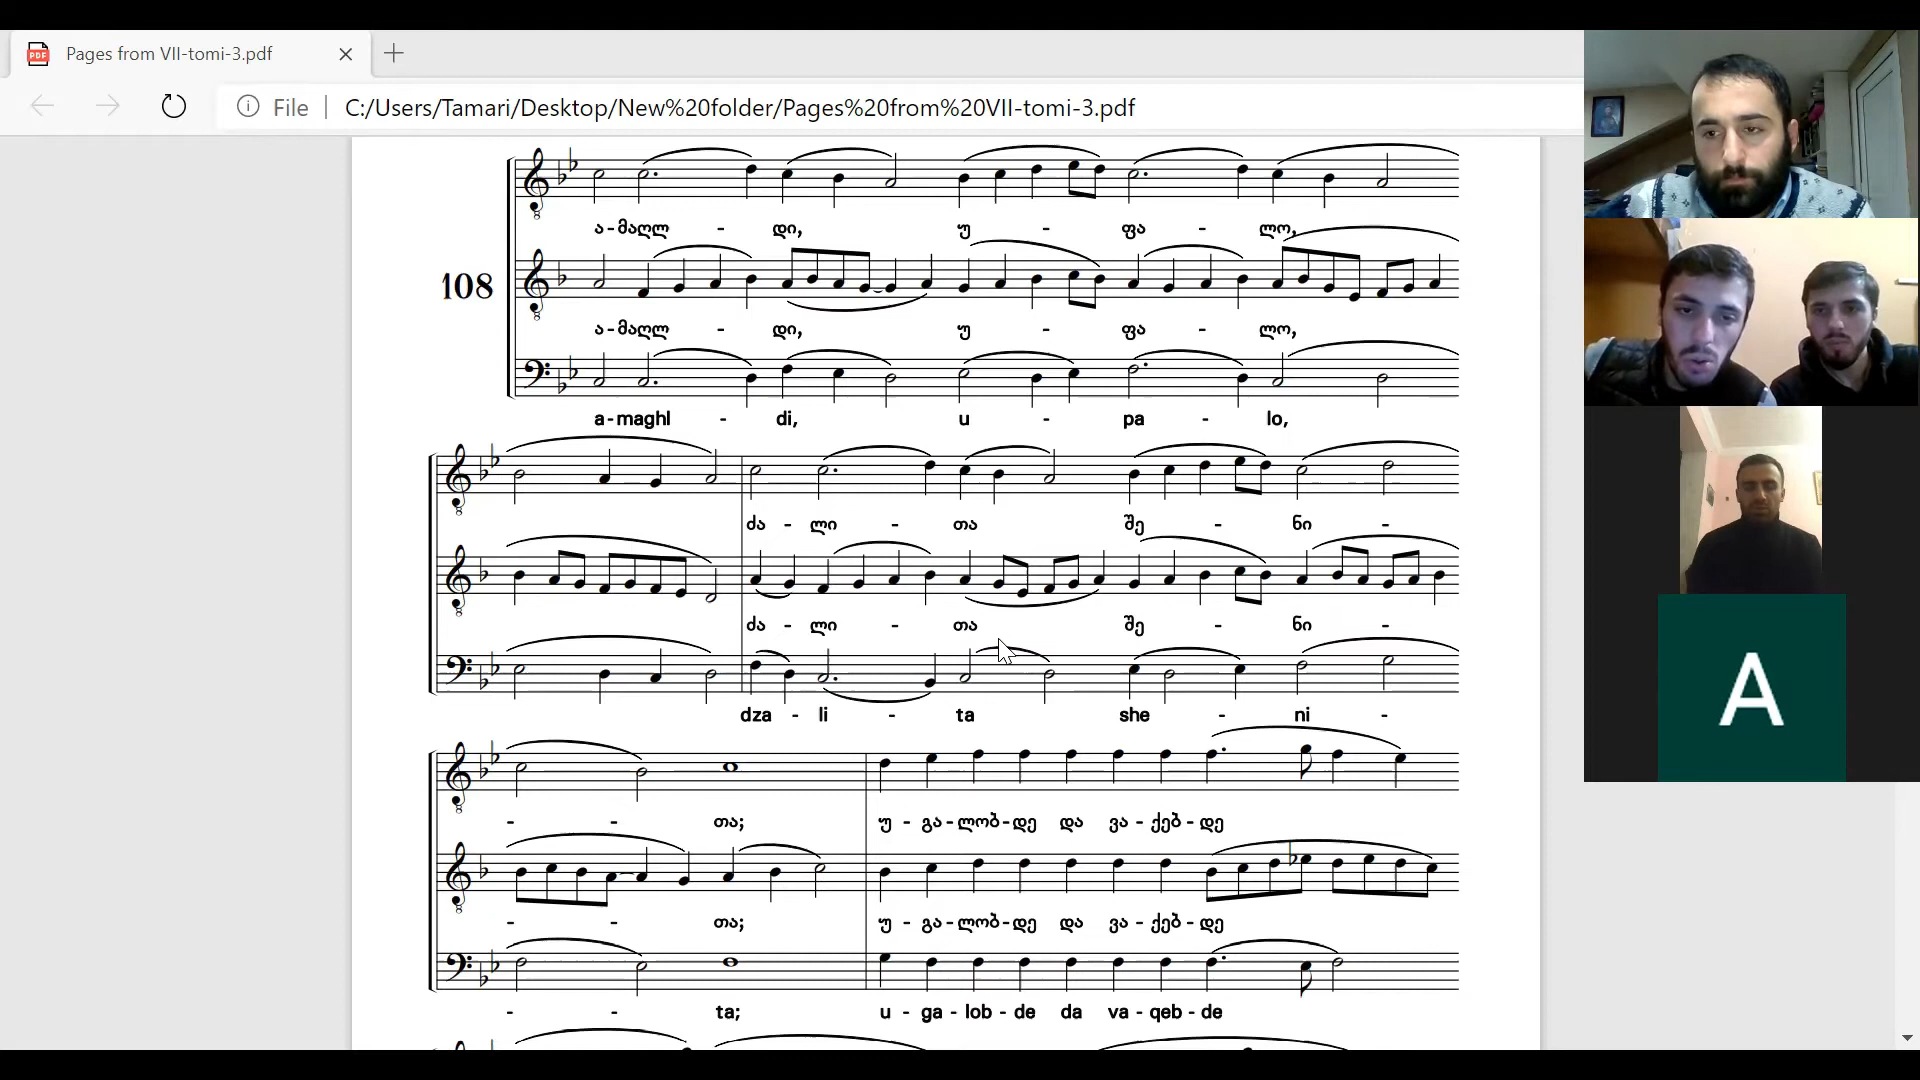 Pages from VII-tomi-3.pdf
File | C:/Users/Tamari/Desktop/New%20folder/Pages%20from%20VII-tomi-3.pdf
ა-მაღლ - დი, უ - ფა - ლო,
108
ა-მაღლ - დი, უ - ფა - ლო,
a-maghl - di, u - pa - lo,
ძა - ლი - თა შე - ნი -
ძა - ლი - თა შე - ნი -
dza - li - ta she - ni -
- - თა; უ - გა - ლობ - დე და ვა - ქებ - დე
- - თა; უ - გა - ლობ - დე და ვა - ქებ - დე
- - ta; u - ga - lob - de da va - qeb - de
A